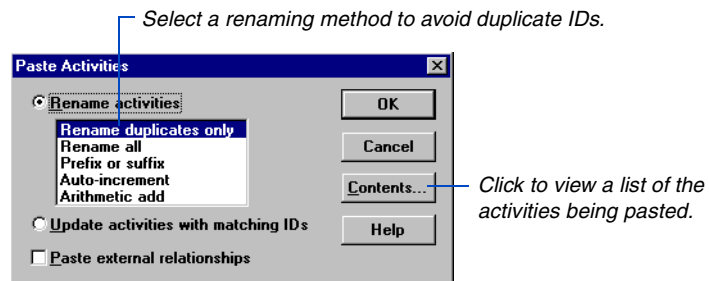 Select a renaming method to avoid duplicate IDs.
Paste Activities
Rename activities
OK
Rename duplicates only
Rename all
Prefix or suffix
Auto-increment
Arithmetic add
Cancel
Contents...
Click to view a list of the
activities being pasted.
Update activities with matching IDs
Help
Paste external relationships